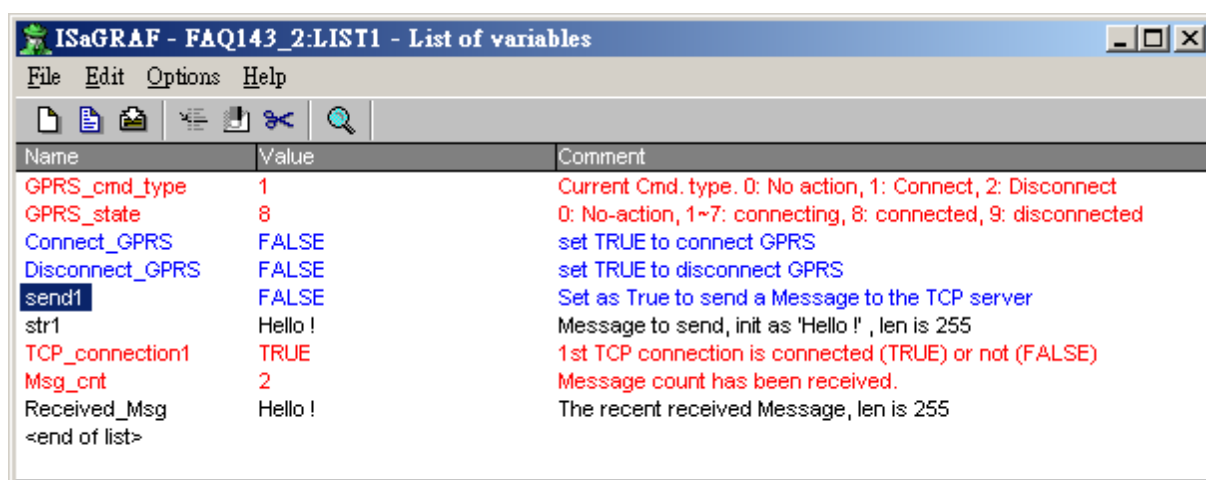 ISaGRAF - FAQ143_2:LIST1 - List of variables
File Edit Options Help
Name Value Comment
GPRS_cmd_type 1 Current Cmd. type. 0: No action, 1: Connect, 2: Disconnect
GPRS_state 8 0: No-action, 1~7: connecting, 8: connected, 9: disconnected
Connect_GPRS FALSE set TRUE to connect GPRS
Disconnect_GPRS FALSE set TRUE to disconnect GPRS
send1 FALSE Set as True to send a Message to the TCP server
str1 Hello ! Message to send, init as 'Hello !' , len is 255
TCP_connection1 TRUE 1st TCP connection is connected (TRUE) or not (FALSE)
Msg_cnt 2 Message count has been received.
Received_Msg Hello ! The recent received Message, len is 255
<end of list>